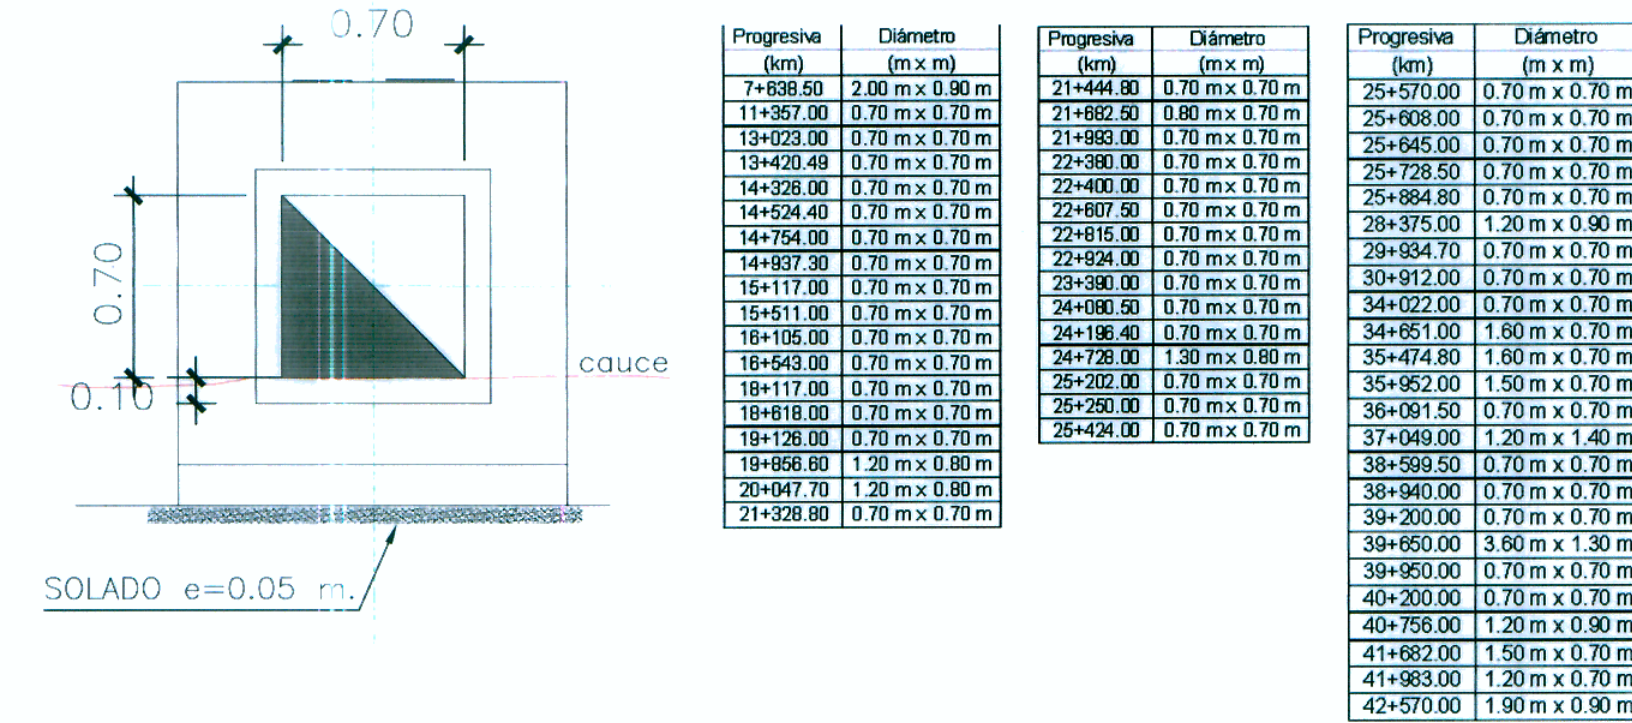 0.70
0.70
0.10
cauce
SOLADO e=0.05 m.
Progresiva Diámetro
(km) (m x m)
7+638.50 2.00 m x 0.90 m
11+357.00 0.70 m x 0.70 m
13+023.00 0.70 m x 0.70 m
13+420.49 0.70 m x 0.70 m
14+326.00 0.70 m x 0.70 m
14+524.40 0.70 m x 0.70 m
14+754.00 0.70 m x 0.70 m
14+937.30 0.70 m x 0.70 m
15+117.00 0.70 m x 0.70 m
15+511.00 0.70 m x 0.70 m
16+105.00 0.70 m x 0.70 m
16+543.00 0.70 m x 0.70 m
18+117.00 0.70 m x 0.70 m
18+618.00 0.70 m x 0.70 m
19+126.00 0.70 m x 0.70 m
19+856.60 1.20 m x 0.80 m
20+047.70 1.20 m x 0.80 m
21+328.80 0.70 m x 0.70 m
Progresiva Diámetro
(km) (m x m)
21+444.80 0.70 m x 0.70 m
21+682.50 0.80 m x 0.70 m
21+993.00 0.70 m x 0.70 m
22+380.00 0.70 m x 0.70 m
22+400.00 0.70 m x 0.70 m
22+607.50 0.70 m x 0.70 m
22+815.00 0.70 m x 0.70 m
22+924.00 0.70 m x 0.70 m
23+390.00 0.70 m x 0.70 m
24+080.50 0.70 m x 0.70 m
24+196.40 0.70 m x 0.70 m
24+728.00 1.30 m x 0.80 m
25+202.00 0.70 m x 0.70 m
25+250.00 0.70 m x 0.70 m
25+424.00 0.70 m x 0.70 m
Progresiva Diámetro
(km) (m x m)
25+570.00 0.70 m x 0.70 m
25+608.00 0.70 m x 0.70 m
25+645.00 0.70 m x 0.70 m
25+728.50 0.70 m x 0.70 m
25+884.80 0.70 m x 0.70 m
28+375.00 1.20 m x 0.90 m
29+934.70 0.70 m x 0.70 m
30+912.00 0.70 m x 0.70 m
34+022.00 0.70 m x 0.70 m
34+651.00 1.60 m x 0.70 m
35+474.80 1.60 m x 0.70 m
35+952.00 1.50 m x 0.70 m
36+091.50 0.70 m x 0.70 m
37+049.00 1.20 m x 1.40 m
38+599.50 0.70 m x 0.70 m
38+940.00 0.70 m x 0.70 m
39+200.00 0.70 m x 0.70 m
39+650.00 3.60 m x 1.30 m
39+950.00 0.70 m x 0.70 m
40+200.00 0.70 m x 0.70 m
40+756.00 1.20 m x 0.90 m
41+682.00 1.50 m x 0.70 m
41+983.00 1.20 m x 0.70 m
42+570.00 1.90 m x 0.90 m